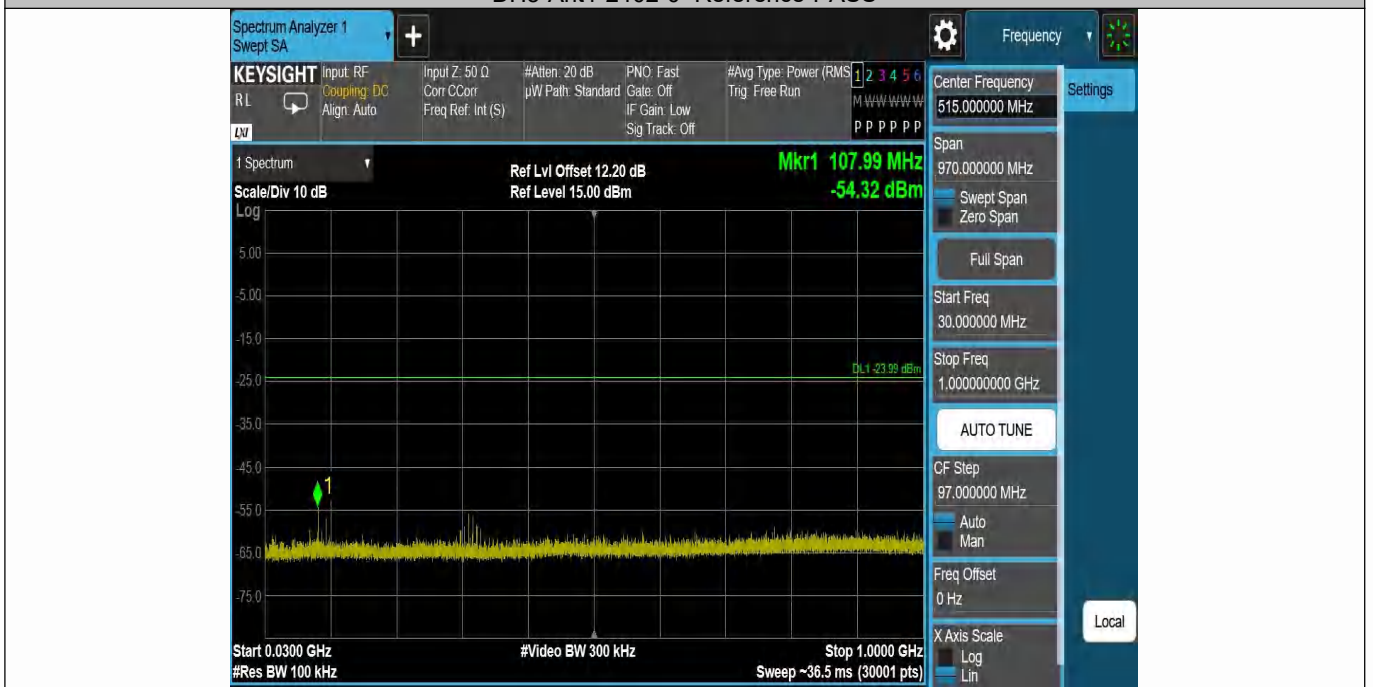 Spectrum Analyzer 1
Swept SA
+
Frequency
KEYSIGHT
RL
LXI
Input: RF
Coupling: DC
Align: Auto
Input Z: 50 Ω
Corr CCorr
Freq Ref: Int (S)
#Atten: 20 dB
µW Path: Standard
PNO: Fast
Gate: Off
IF Gain: Low
Sig Track: Off
#Avg Type: Power (RMS
Trig: Free Run
1 2 3 4 5 6
M W W W W W
P P P P P P
Center Frequency
515.000000 MHz
Settings
1 Spectrum
Scale/Div 10 dB
Ref Lvl Offset 12.20 dB
Ref Level 15.00 dBm
Mkr1 107.99 MHz
-54.32 dBm
Span
970.000000 MHz
Swept Span
Zero Span
Full Span
Start Freq
30.000000 MHz
Stop Freq
1.000000000 GHz
AUTO TUNE
CF Step
97.000000 MHz
Auto
Man
Freq Offset
0 Hz
X Axis Scale
Log
Lin
Local
Log
5.00
-5.00
-15.0
DL1 -23.99 dBm
-25.0
-35.0
-45.0
1
-55.0
-65.0
-75.0
Start 0.0300 GHz
#Res BW 100 kHz
#Video BW 300 kHz
Stop 1.0000 GHz
Sweep ~36.5 ms (30001 pts)